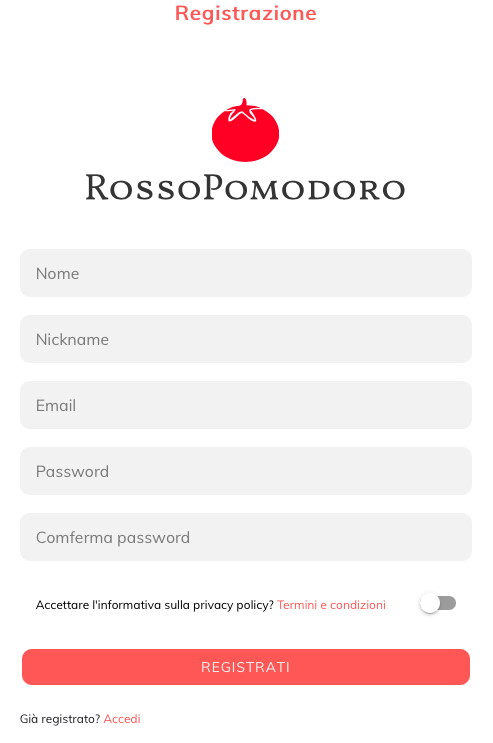 Registrazione
RossoPomodoro
Nome
Nickname
Email
Password
Comferma password
Accettare l'informativa sulla privacy policy? Termini e condizioni
REGISTRATI
Già registrato? Accedi